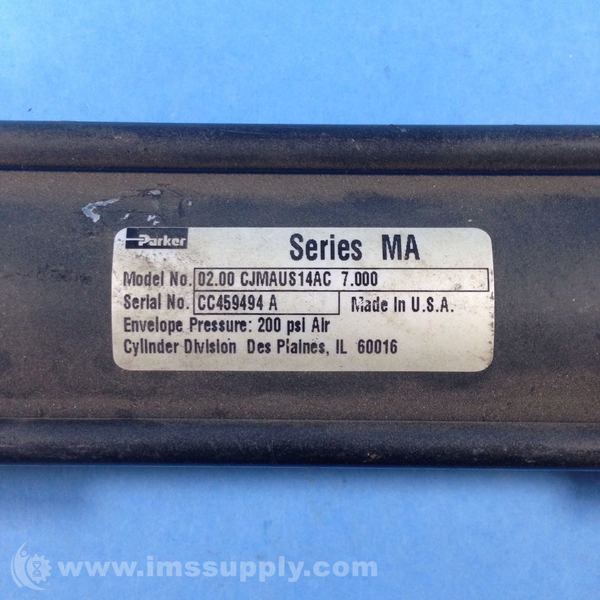 Parker
Series MA
Model No. 02.00 CJMAUS14AC 7.000
Serial No. CC459494 A Made In U.S.A.
Envelope Pressure: 200 psi Air
Cylinder Division Des Plaines, IL 60016
www.imssupply.com